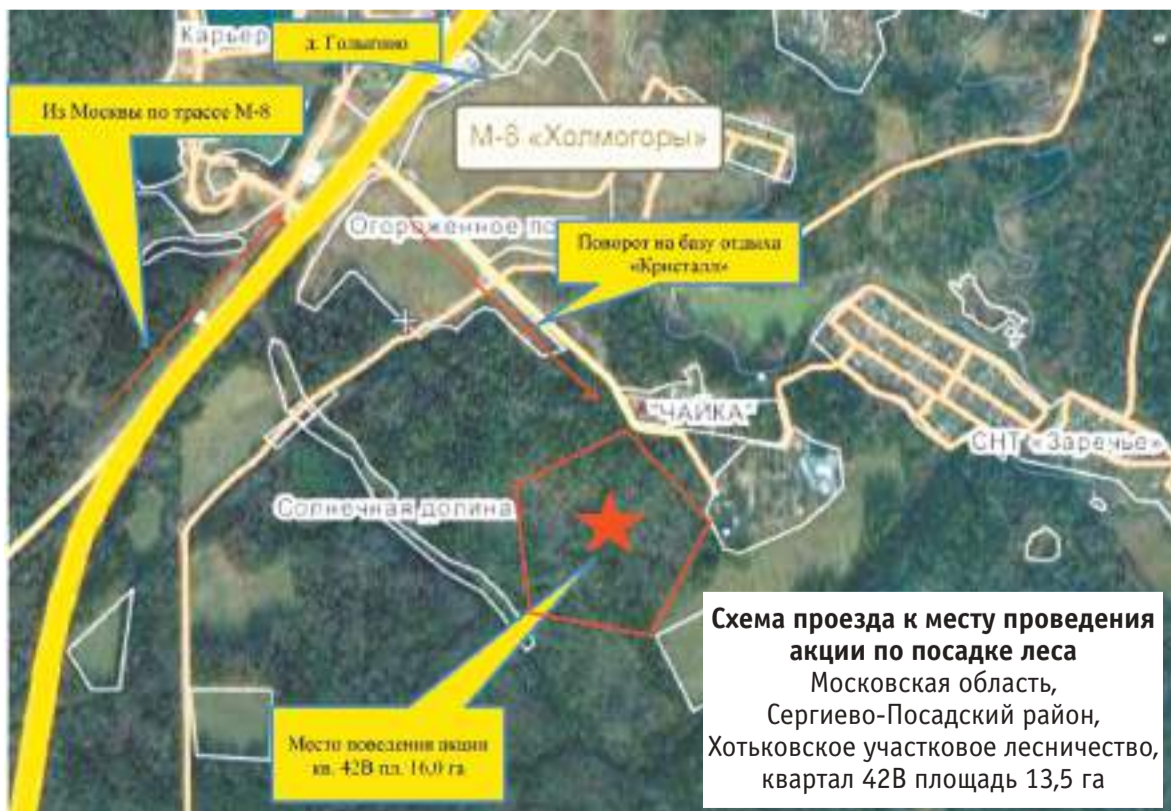 Карьер
д. Голыгино
Из Москвы по трассе М-8
М-8 «Холмогоры»
Огороженное по
Поворот на базу отдыха
«Кристалл»
"ЧАЙКА"
СНТ «Заречье»
Солнечная долина
Место поведения акции
кв. 42В пл. 16,0 га
Схема проезда к месту проведения
акции по посадке леса
Московская область,
Сергиево-Посадский район,
Хотьковское участковое лесничество,
квартал 42В площадь 13,5 га